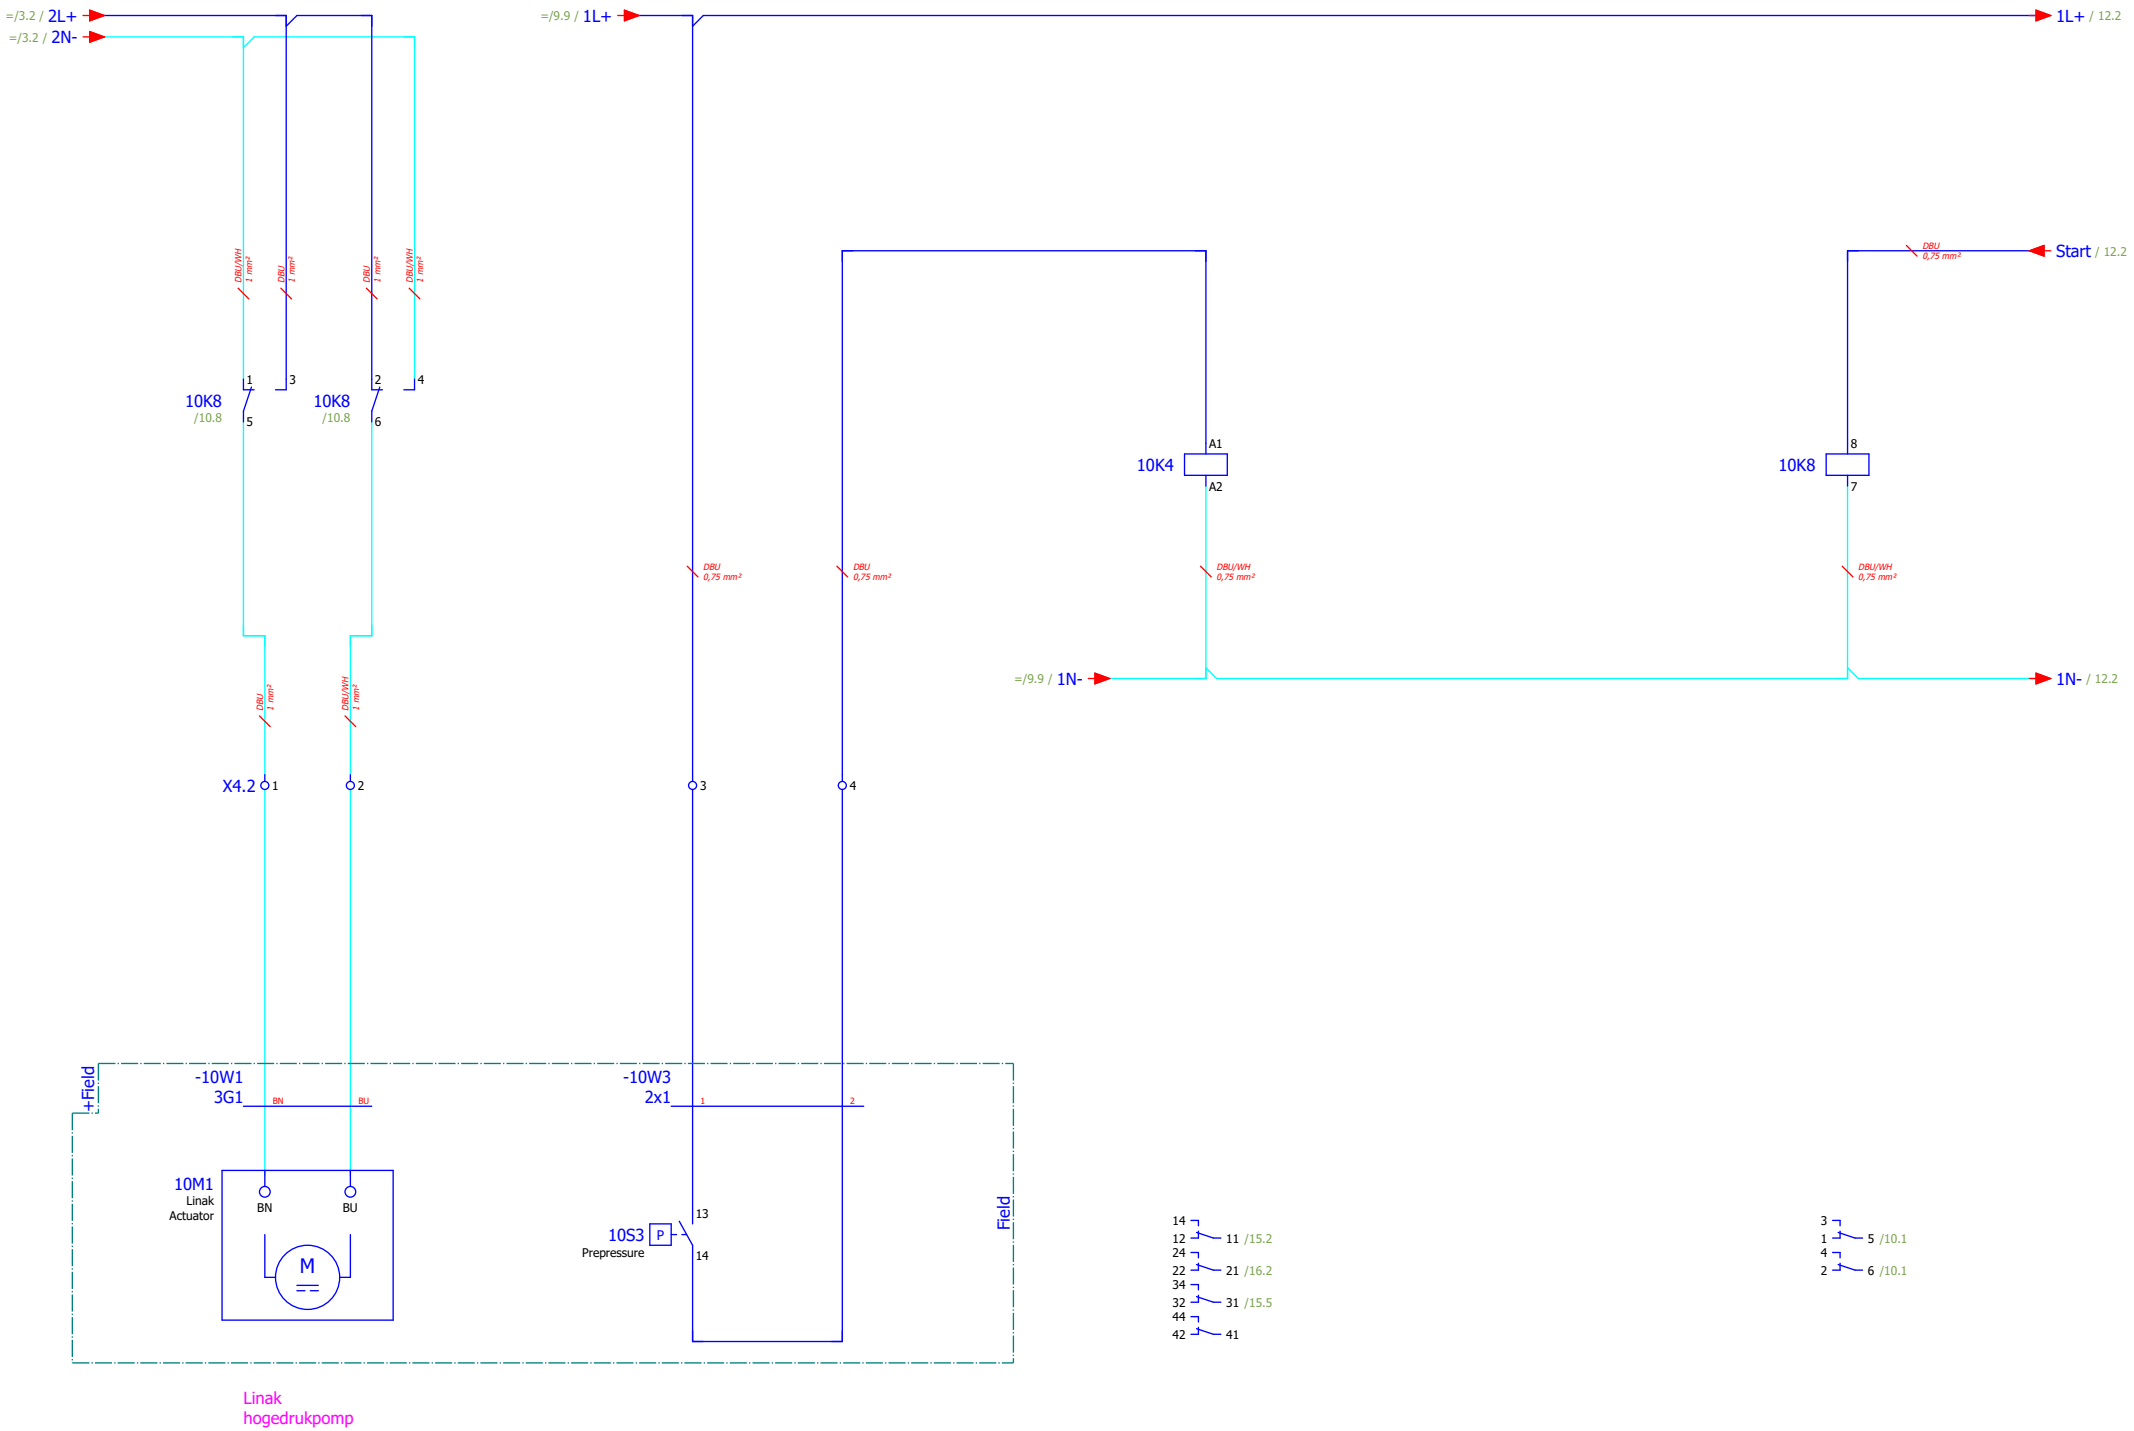 =/3.2 / 2L+
=/3.2 / 2N-
=/9.9 / 1L+
1L+ / 12.2
DBU/WH
1 mm²
DBU
1 mm²
DBU
1 mm²
DBU/WH
1 mm²
DBU
0,75 mm²
Start / 12.2
1
3
2
4
10K8
/10.8
5
10K8
/10.8
6
A1
10K4
A2
8
10K8
7
DBU
0,75 mm²
DBU
0,75 mm²
DBU/WH
0,75 mm²
DBU/WH
0,75 mm²
DBU
1 mm²
DBU/WH
1 mm²
=/9.9 / 1N-
1N- / 12.2
X4.2
1
2
3
4
+Field
-10W1
3G1
BN
BU
-10W3
2x1
1
2
10M1
Linak
Actuator
BN
BU
M
13
10S3
P
Prepressure
14
Field
14
12 11 /15.2
24
22 21 /16.2
34
32 31 /15.5
44
42 41
3
1 5 /10.1
4
2 6 /10.1
Linak
hogedrukpomp